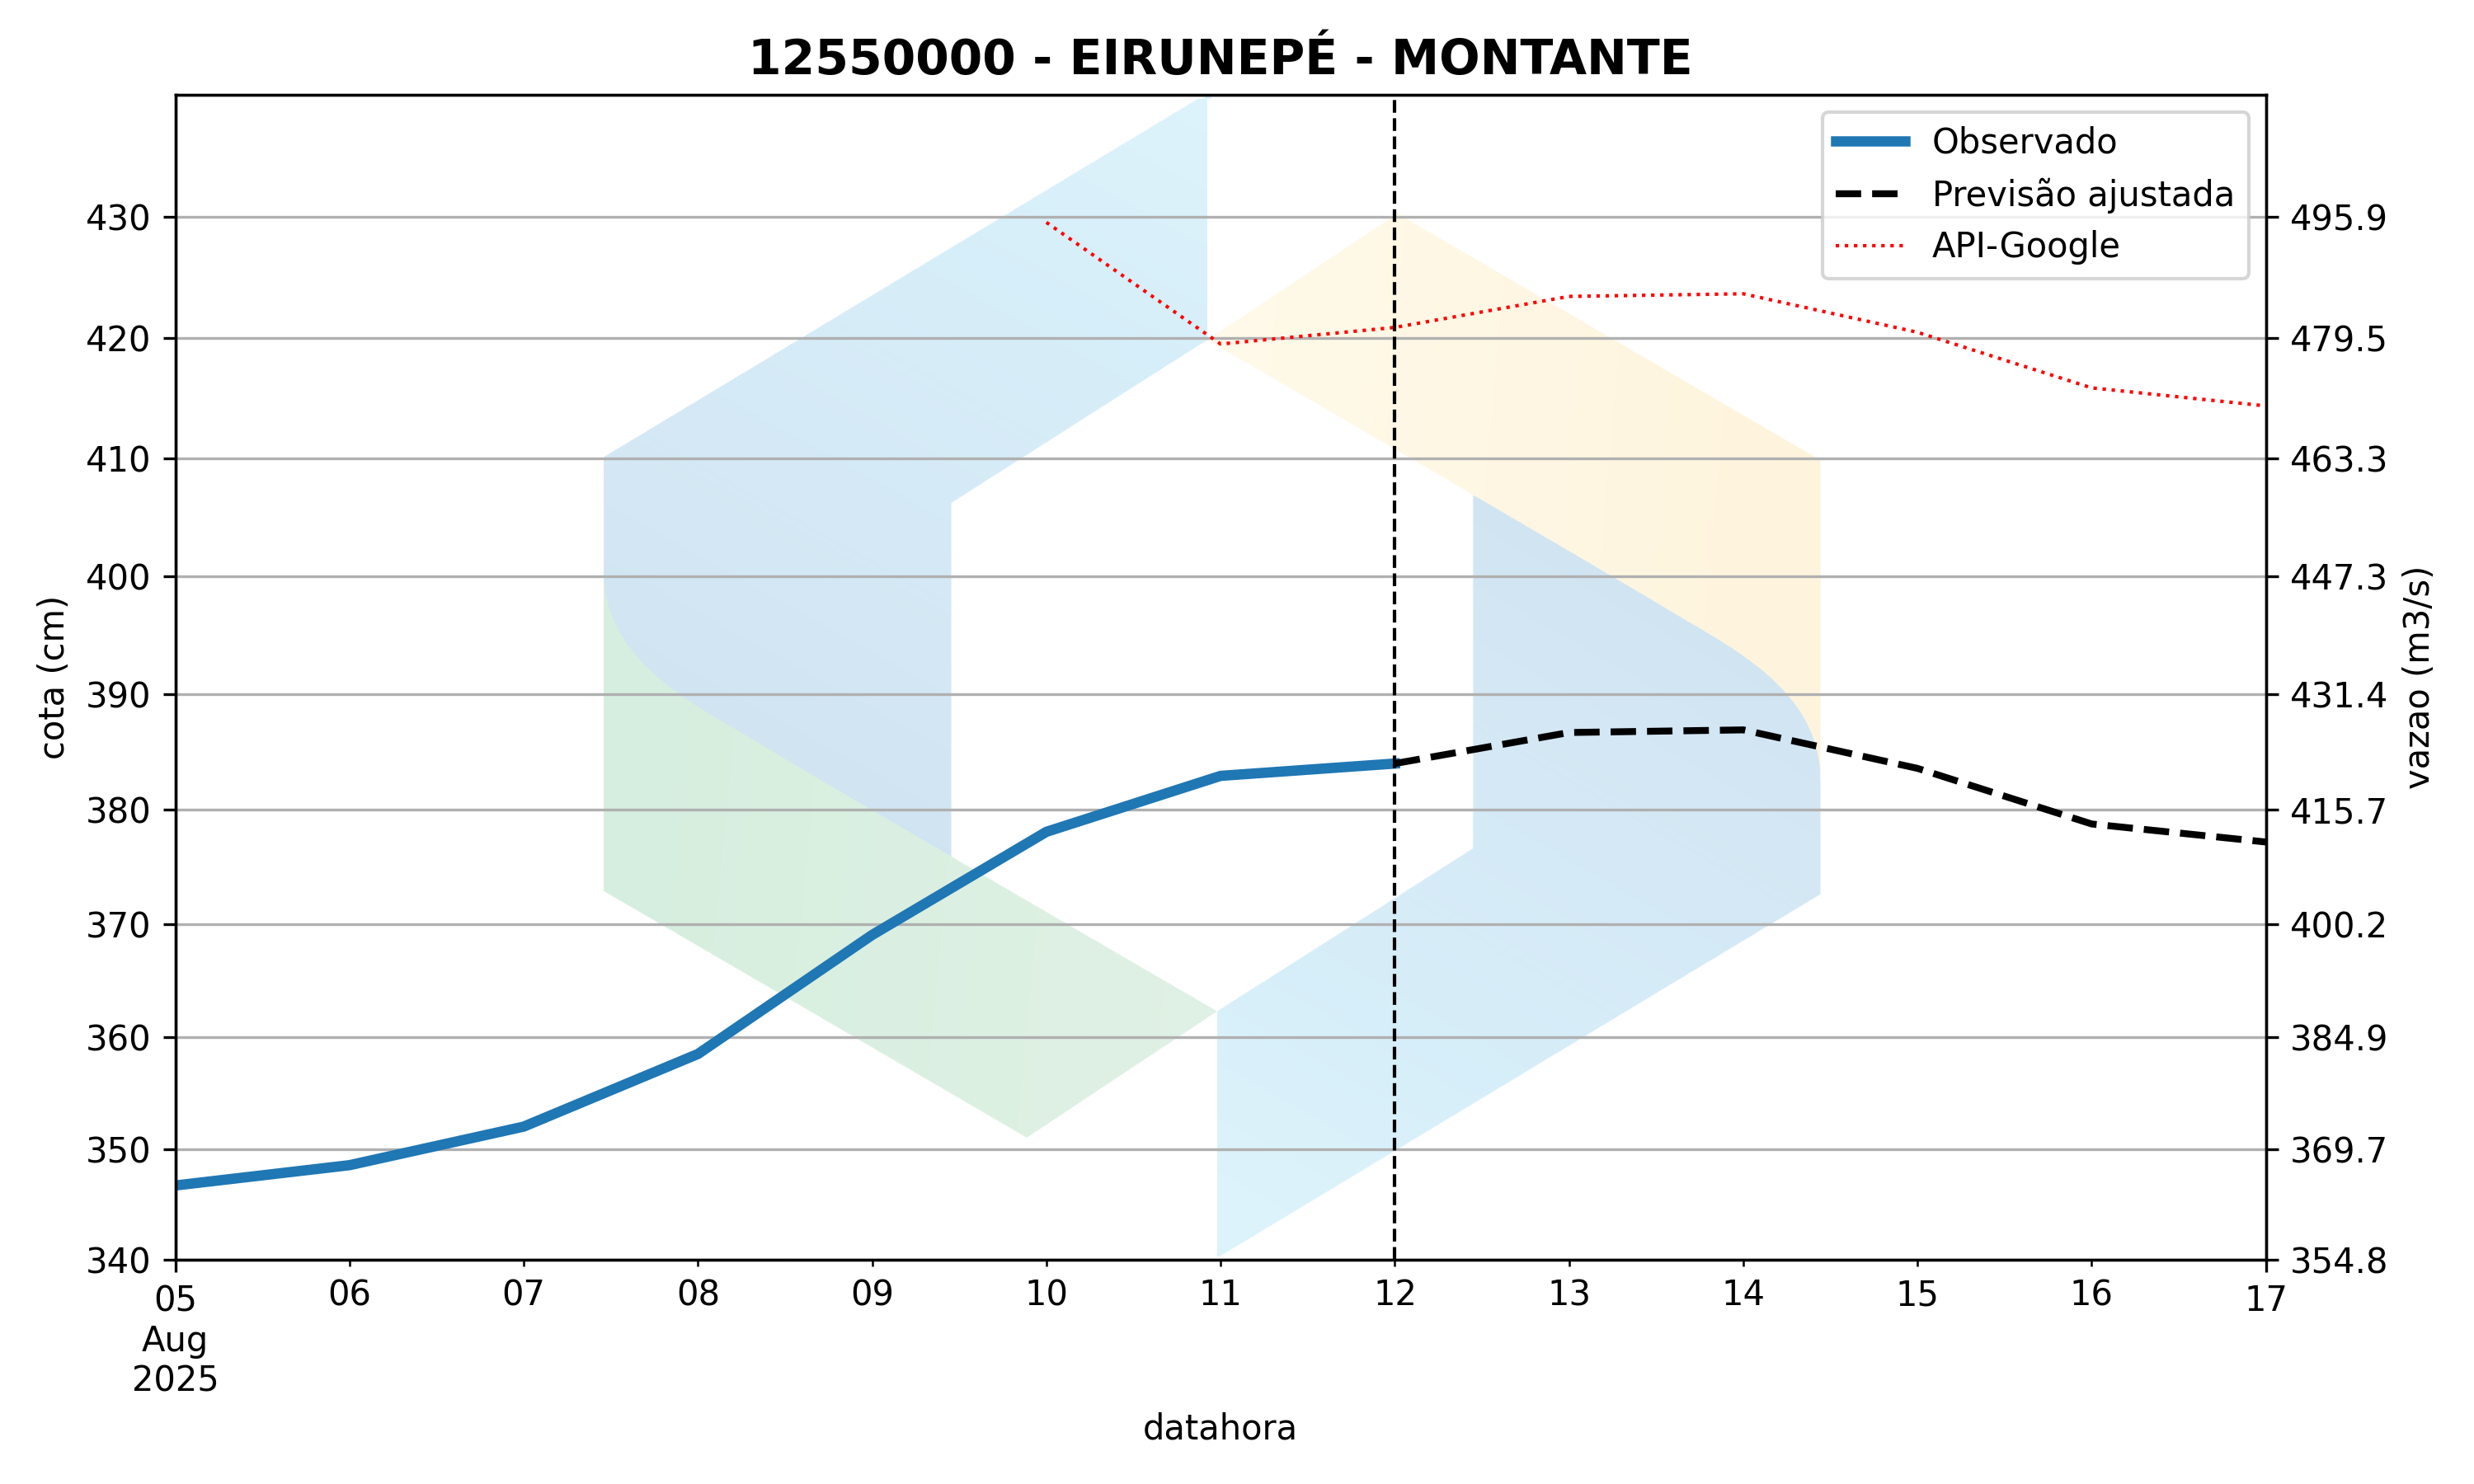 12550000 - EIRUNEPÉ - MONTANTE
Observado
Previsão ajustada
API-Google
430
420
410
400
390
380
370
360
350
340
cota (cm)
495.9
479.5
463.3
447.3
431.4
415.7
400.2
384.9
369.7
354.8
vazao (m3/s)
05 06 07 08 09 10 11 12 13 14 15 16 17
Aug
2025
datahora